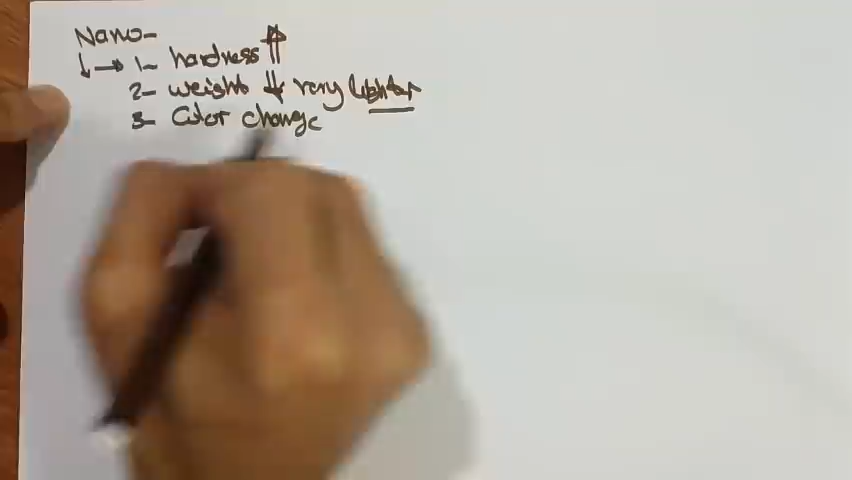 Nano-
↓→ 1- hardness ⇑
2- weight ⇓ very lighter
3- Color change